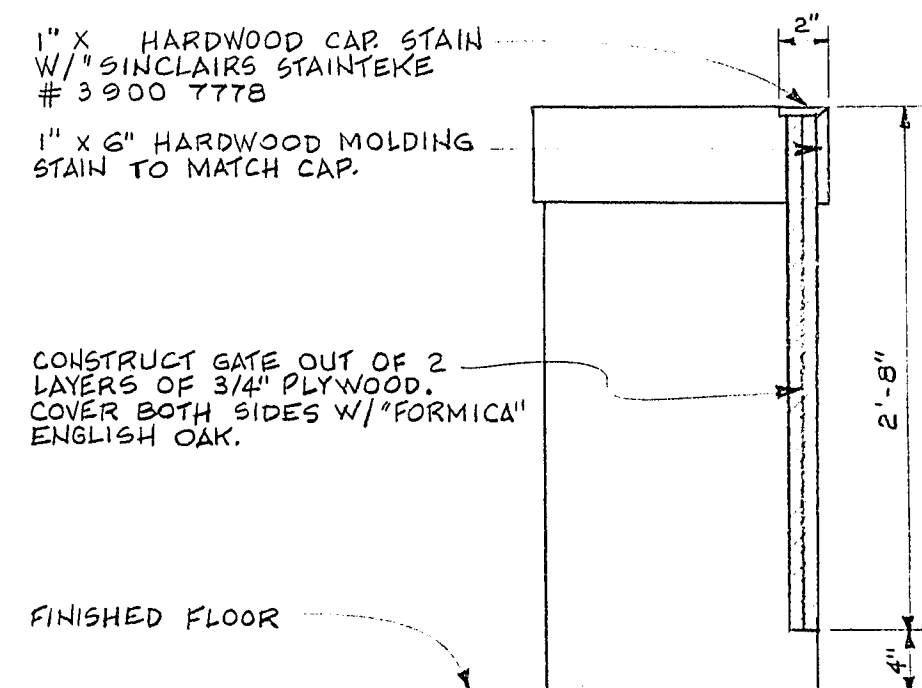 1" X HARDWOOD CAP. STAIN
W/"SINCLAIRS STAINTEKE
# 3900 7778
1" X 6" HARDWOOD MOLDING
STAIN TO MATCH CAP.
CONSTRUCT GATE OUT OF 2
LAYERS OF 3/4" PLYWOOD.
COVER BOTH SIDES W/"FORMICA"
ENGLISH OAK.
FINISHED FLOOR
2"
2'-8"
4"